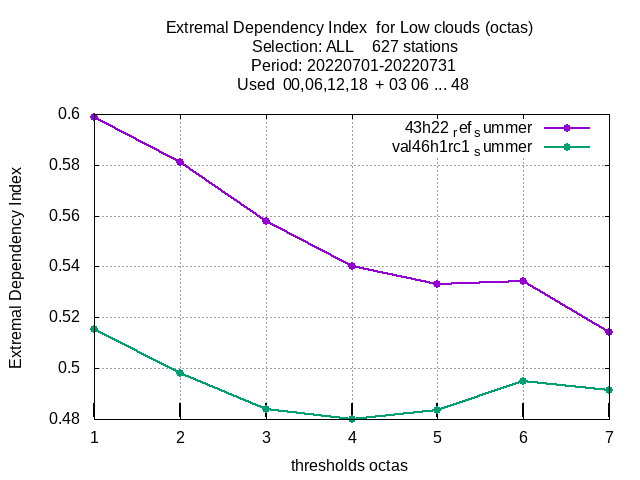 Extremal Dependency Index  for Low clouds (octas)
Selection: ALL    627 stations
Period: 20220701-20220731
Used  00,06,12,18  + 03 06 ... 48
43h22 refsummer
val46h1rc1 summer
Extremal Dependency Index
0.6
0.58
0.56
0.54
0.52
0.5
0.48
1 2 3 4 5 6 7
thresholds octas